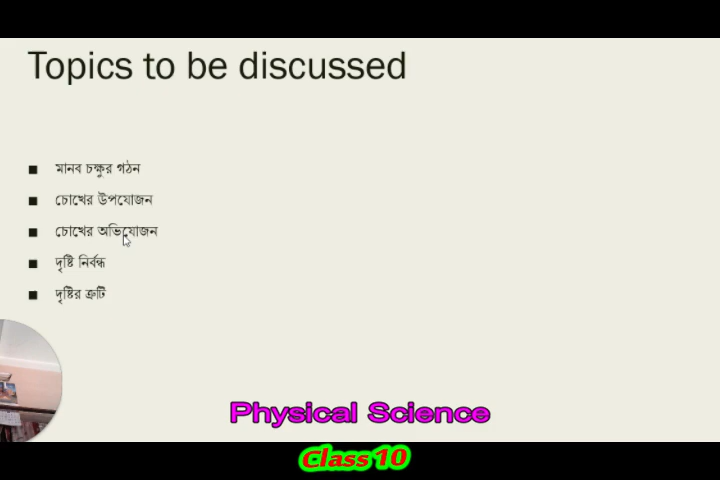 Topics to be discussed
■ মানব চক্ষুর গঠন
■ চোখের উপযোজন
■ চোখের অভিযোজন
■ দৃষ্টি নির্বন্ধ
■ দৃষ্টির ত্রুটি
Physical Science
Class 10